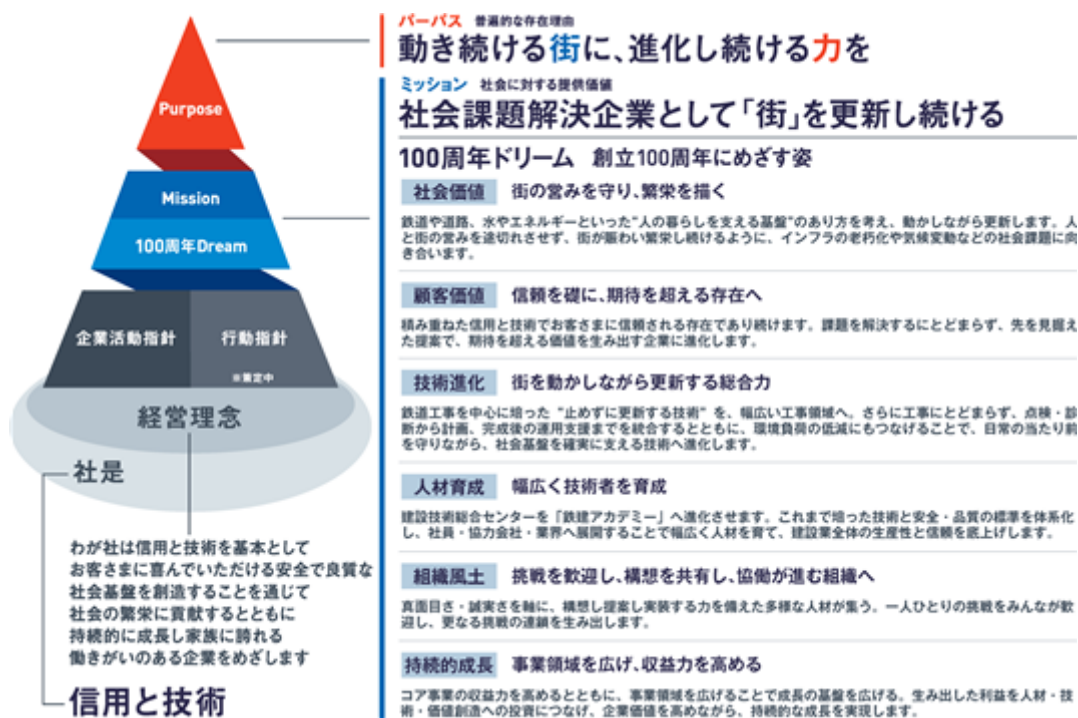 Purpose
Mission
100周年Dream
企業活動指針
行動指針
※策定中
経営理念
社是
わが社は信用と技術を基本として
お客さまに喜んでいただける安全で良質な
社会基盤を創造することを通じて
社会の繁栄に貢献するとともに
持続的に成長し家族に誇れる
働きがいのある企業をめざします
信用と技術
パーパス 普遍的な存在理由
動き続ける街に、進化し続ける力を
ミッション 社会に対する提供価値
社会課題解決企業として「街」を更新し続ける
100周年ドリーム 創立100周年にめざす姿
社会価値 街の営みを守り、繁栄を描く
鉄道や道路、水やエネルギーといった"人の暮らしを支える基盤"のあり方を考え、動かしながら更新します。人
と街の営みを途切れさせず、街が賑わい繁栄し続けるように、インフラの老朽化や気候変動などの社会課題に向
き合います。
顧客価値 信頼を礎に、期待を超える存在へ
積み重ねた信用と技術でお客さまに信頼される存在であり続けます。課題を解決するにとどまらず、先を見据え
た提案で、期待を超える価値を生み出す企業に進化します。
技術進化 街を動かしながら更新する総合力
鉄道工事を中心に培った "止めずに更新する技術" を、幅広い工事領域へ。さらに工事にとどまらず、点検・診
断から計画、完成後の運用支援までを統合するとともに、環境負荷の低減にもつなげることで、日常の当たり前
を守りながら、社会基盤を確実に支える技術へ進化します。
人材育成 幅広く技術者を育成
建設技術総合センターを「鉄建アカデミー」へ進化させます。これまで培った技術と安全・品質の標準を体系化
し、社員・協力会社・業界へ展開することで幅広く人材を育て、建設業全体の生産性と信頼を底上げします。
組織風土 挑戦を歓迎し、構想を共有し、協働が進む組織へ
真面目さ・誠実さを軸に、構想し提案し実装する力を備えた多様な人材が集う。一人ひとりの挑戦をみんなが歓
迎し、更なる挑戦の連鎖を生み出します。
持続的成長 事業領域を広げ、収益力を高める
コア事業の収益力を高めるとともに、事業領域を広げることで成長の基盤を広げる。生み出した利益を人材・技
術・価値創造への投資につなげ、企業価値を高めながら、持続的な成長を実現します。